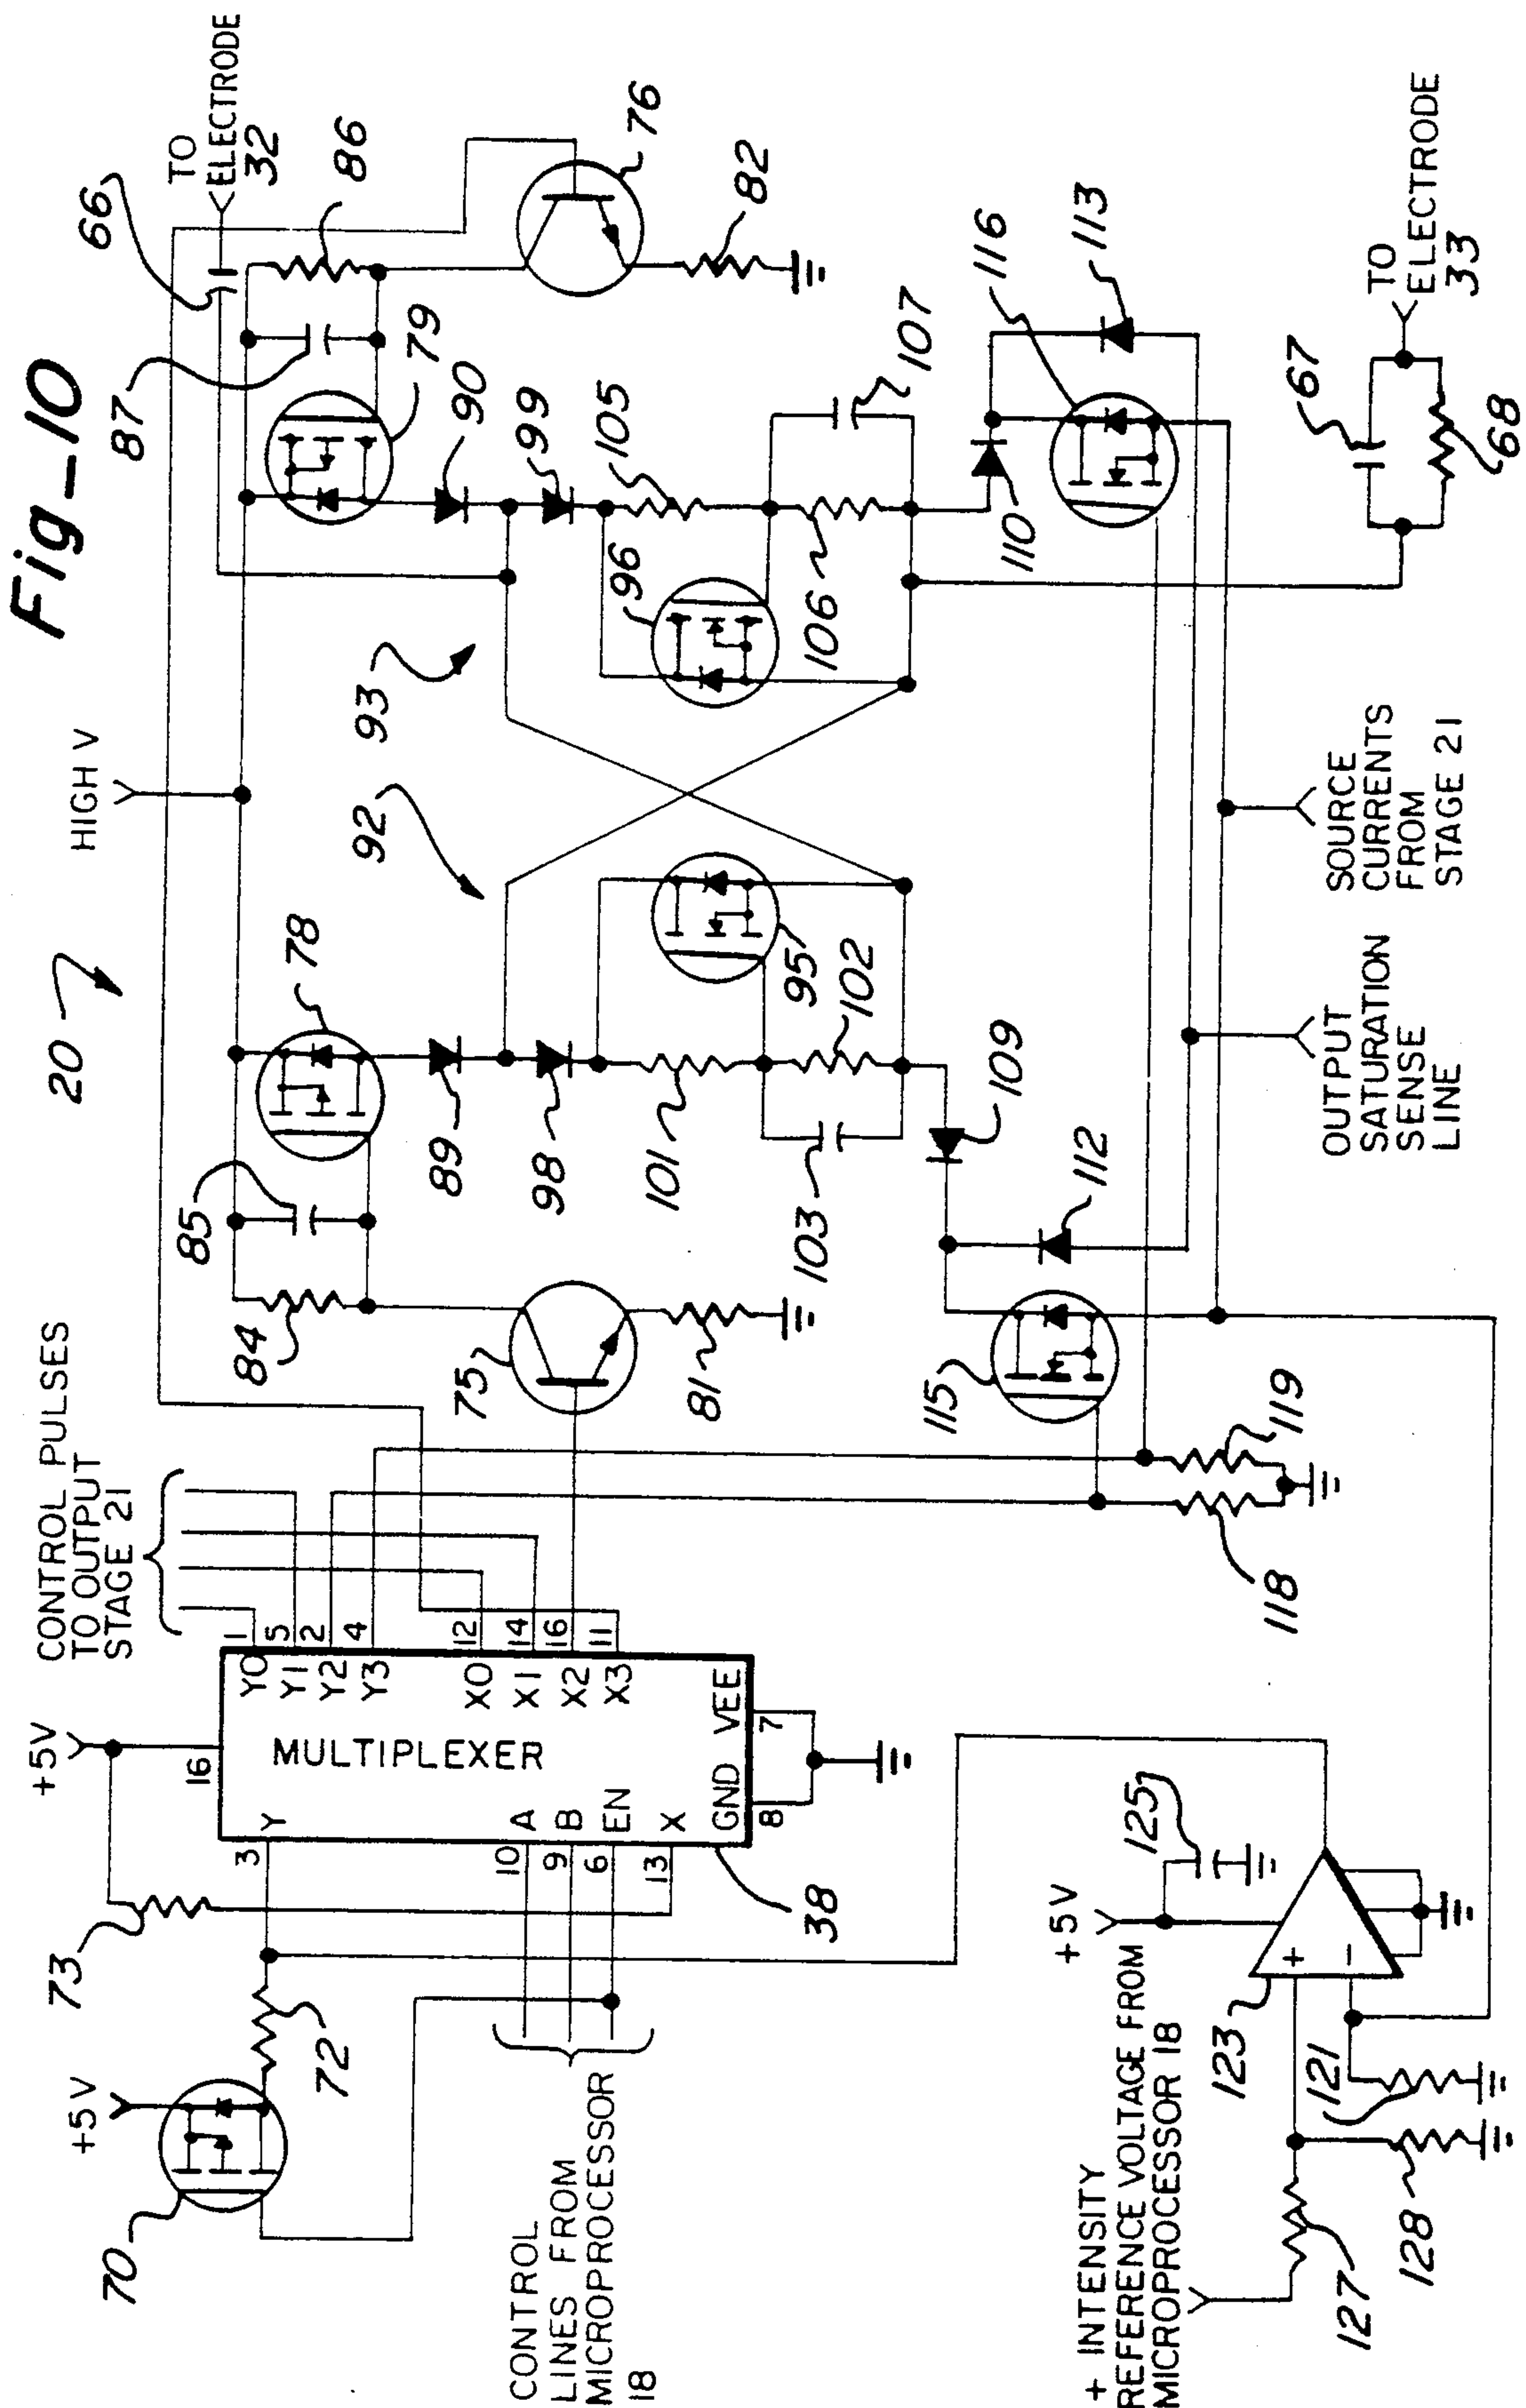 Fig-10
20
HIGH V
TO
ELECTRODE
32
66
86
87
76
79
82
90
99
105
93
92
96
106
107
110
116
113
TO
ELECTRODE
33
67
68
78
85
84
89
98
101
95
102
103
109
112
75
81
115
119
118
SOURCE
CURRENTS
FROM
STAGE 21
OUTPUT
SATURATION
SENSE
LINE
CONTROL PULSES
TO OUTPUT
STAGE 21
+5V
16
MULTIPLEXER
1
5
2
4
12
14
16
11
Y0
Y1
Y2
Y3
X0
X1
X2
X3
3
Y
10
A
9
B
6
EN
13
X
GND
VEE
8
7
38
73
72
+5V
70
CONTROL
LINES FROM
MICROPROCESSOR
18
+5V
125
123
+
−
121
128
127
+ INTENSITY
REFERENCE VOLTAGE FROM
MICROPROCESSOR 18